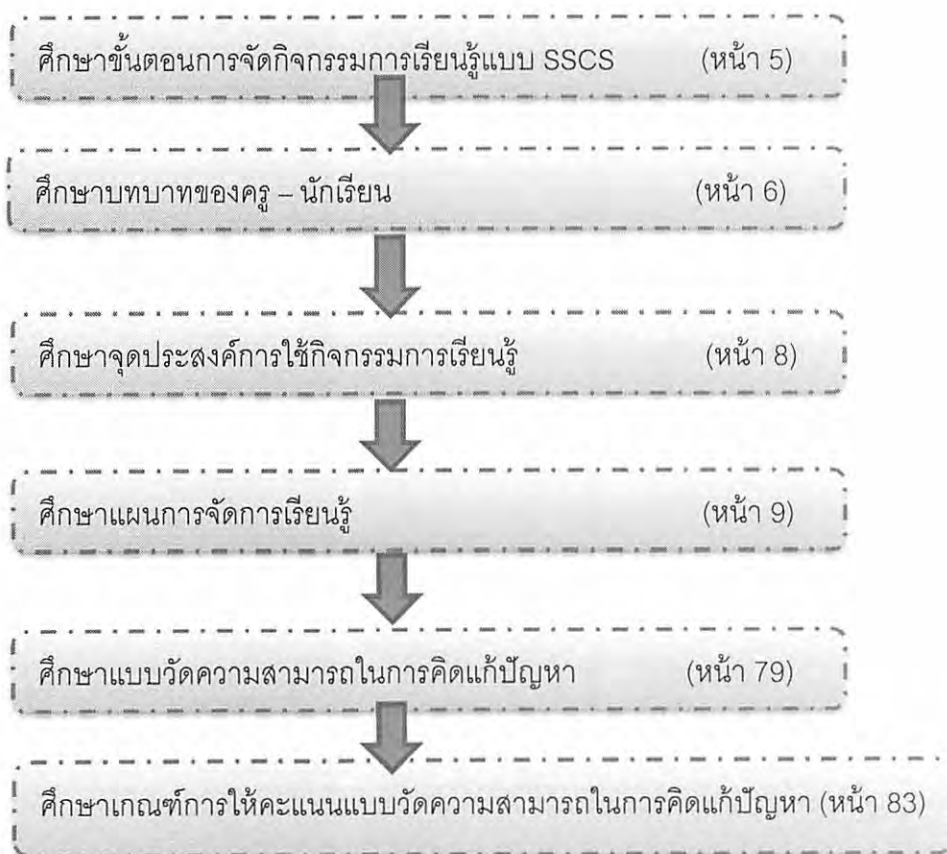 ศึกษาขั้นตอนการจัดกิจกรรมการเรียนรู้แบบ SSCS (หน้า 5)
ศึกษาบทบาทของครู – นักเรียน (หน้า 6)
ศึกษาจุดประสงค์การใช้กิจกรรมการเรียนรู้ (หน้า 8)
ศึกษาแผนการจัดการเรียนรู้ (หน้า 9)
ศึกษาแบบวัดความสามารถในการคิดแก้ปัญหา (หน้า 79)
ศึกษาเกณฑ์การให้คะแนนแบบวัดความสามารถในการคิดแก้ปัญหา (หน้า 83)